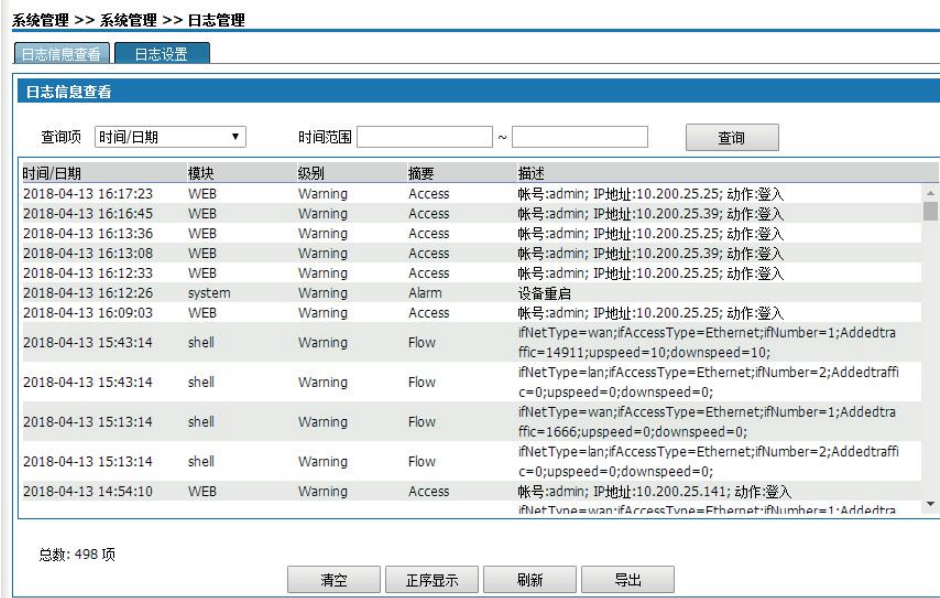 系统管理 >> 系统管理 >> 日志管理
日志信息查看 日志设置
日志信息查看
查询项 时间/日期 时间范围 ~ 查询
时间/日期 模块 级别 摘要 描述
2018-04-13 16:17:23 WEB Warning Access 帐号:admin; IP地址:10.200.25.25; 动作:登入
2018-04-13 16:16:45 WEB Warning Access 帐号:admin; IP地址:10.200.25.39; 动作:登入
2018-04-13 16:13:36 WEB Warning Access 帐号:admin; IP地址:10.200.25.25; 动作:登入
2018-04-13 16:13:08 WEB Warning Access 帐号:admin; IP地址:10.200.25.39; 动作:登入
2018-04-13 16:12:33 WEB Warning Access 帐号:admin; IP地址:10.200.25.25; 动作:登入
2018-04-13 16:12:26 system Warning Alarm 设备重启
2018-04-13 16:09:03 WEB Warning Access 帐号:admin; IP地址:10.200.25.25; 动作:登入
2018-04-13 15:43:14 shell Warning Flow ifNetType=wan;ifAccessType=Ethernet;ifNumber=1;Addedtra
ffic=14911;upspeed=10;downspeed=10;
2018-04-13 15:43:14 shell Warning Flow ifNetType=lan;ifAccessType=Ethernet;ifNumber=2;Addedtraffi
c=0;upspeed=0;downspeed=0;
2018-04-13 15:13:14 shell Warning Flow ifNetType=wan;ifAccessType=Ethernet;ifNumber=1;Addedtra
ffic=1666;upspeed=0;downspeed=0;
2018-04-13 15:13:14 shell Warning Flow ifNetType=lan;ifAccessType=Ethernet;ifNumber=2;Addedtraffi
c=0;upspeed=0;downspeed=0;
2018-04-13 14:54:10 WEB Warning Access 帐号:admin; IP地址:10.200.25.141; 动作:登入
ifNetType=wan;ifAccessType=Ethernet;ifNumber=1;Addedtra
总数: 498 项
清空 正序显示 刷新 导出